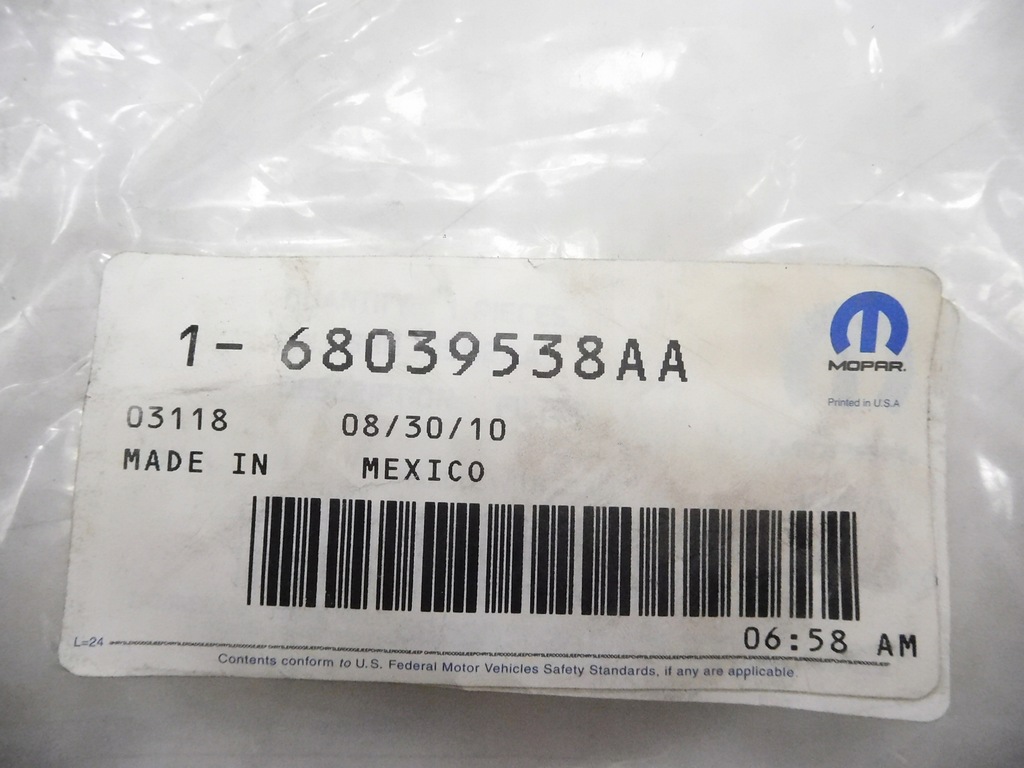 1- 68039538AA
MOPAR.
Printed in U.S.A
03118 08/30/10
MADE IN MEXICO
06:58 AM
L=24
Contents conform to U.S. Federal Motor Vehicles Safety Standards, if any are applicable.